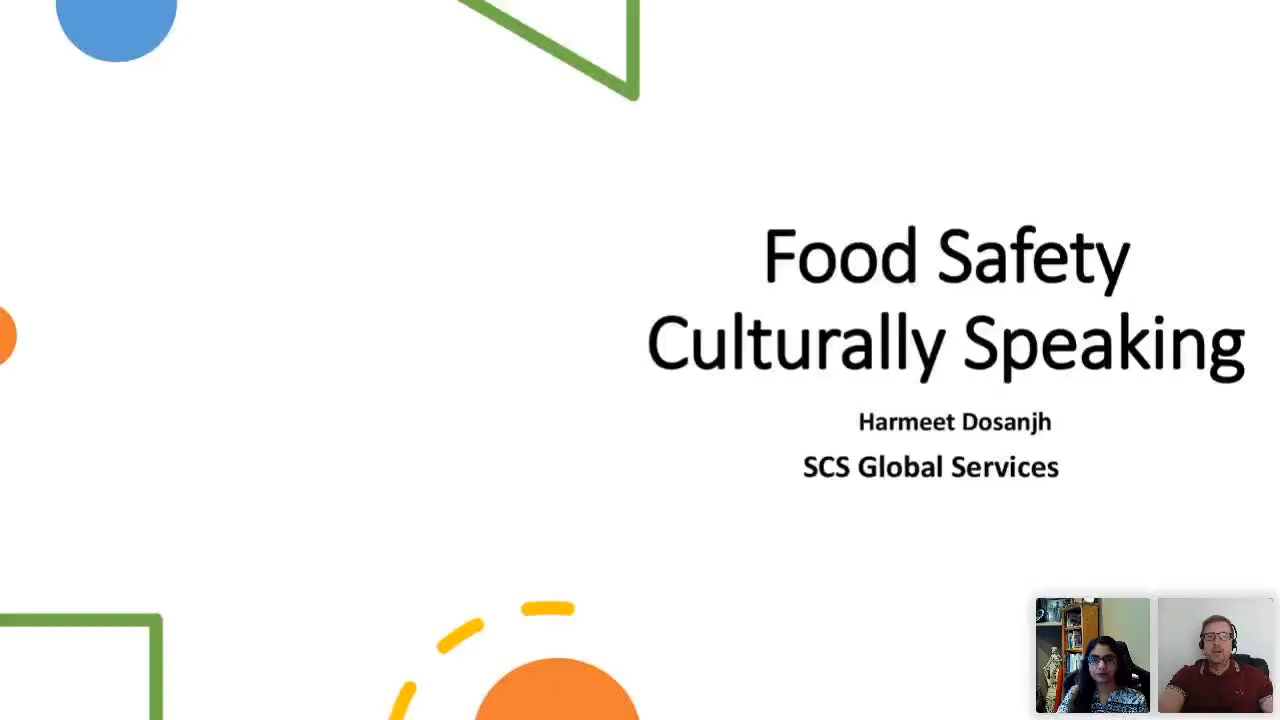 Food Safety
Culturally Speaking
Harmeet Dosanjh
SCS Global Services